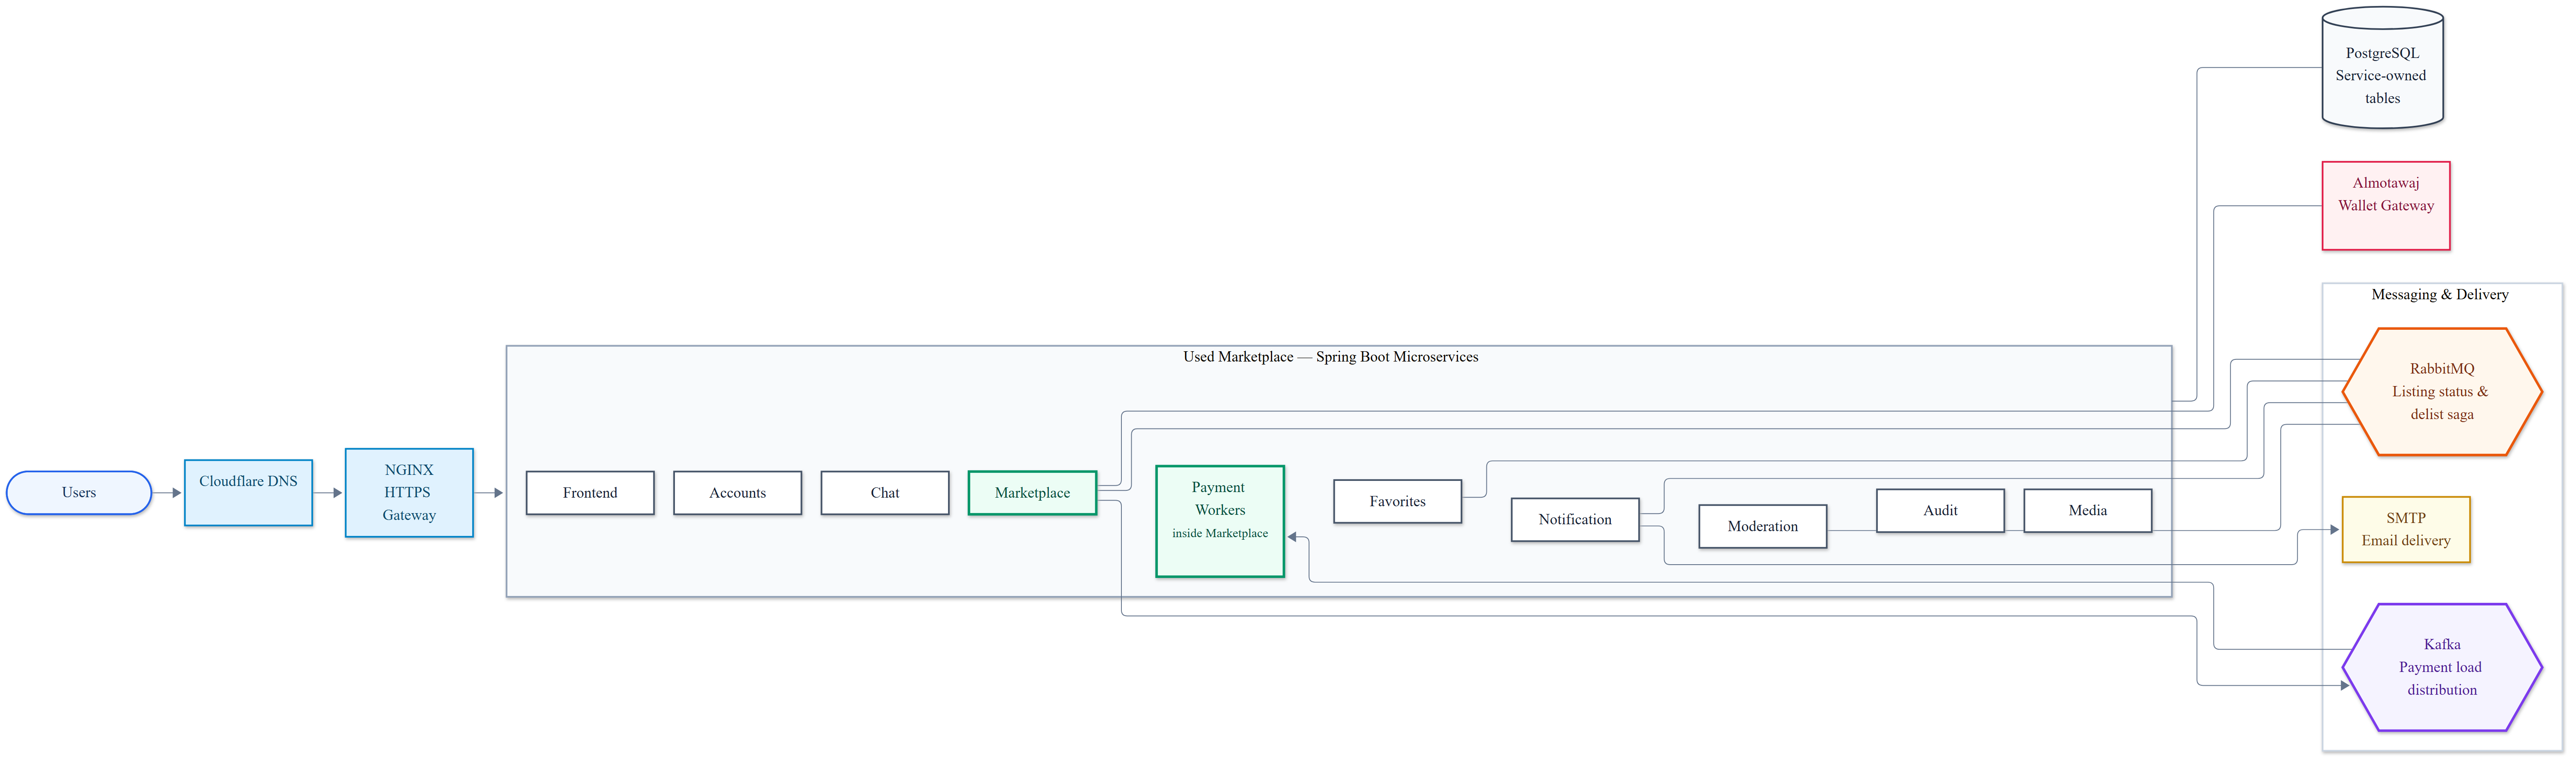 Users
Cloudflare DNS
NGINX
HTTPS
Gateway
Used Marketplace — Spring Boot Microservices
Frontend
Accounts
Chat
Marketplace
Payment
Workers
inside Marketplace
Favorites
Notification
Moderation
Audit
Media
PostgreSQL
Service-owned
tables
Almotawaj
Wallet Gateway
Messaging & Delivery
RabbitMQ
Listing status &
delist saga
SMTP
Email delivery
Kafka
Payment load
distribution